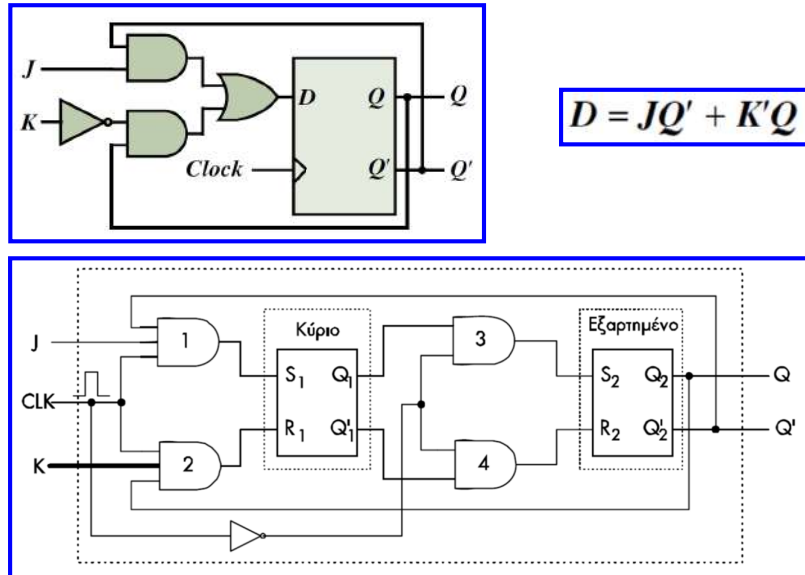 J
K
D
Q
Q
Clock
Q'
Q'
D = JQ' + K'Q
J
CLK
K
1
2
Κύριο
S1
Q1
R1
Q'1
3
4
Εξαρτημένο
S2
Q2
R2
Q'2
Q
Q'